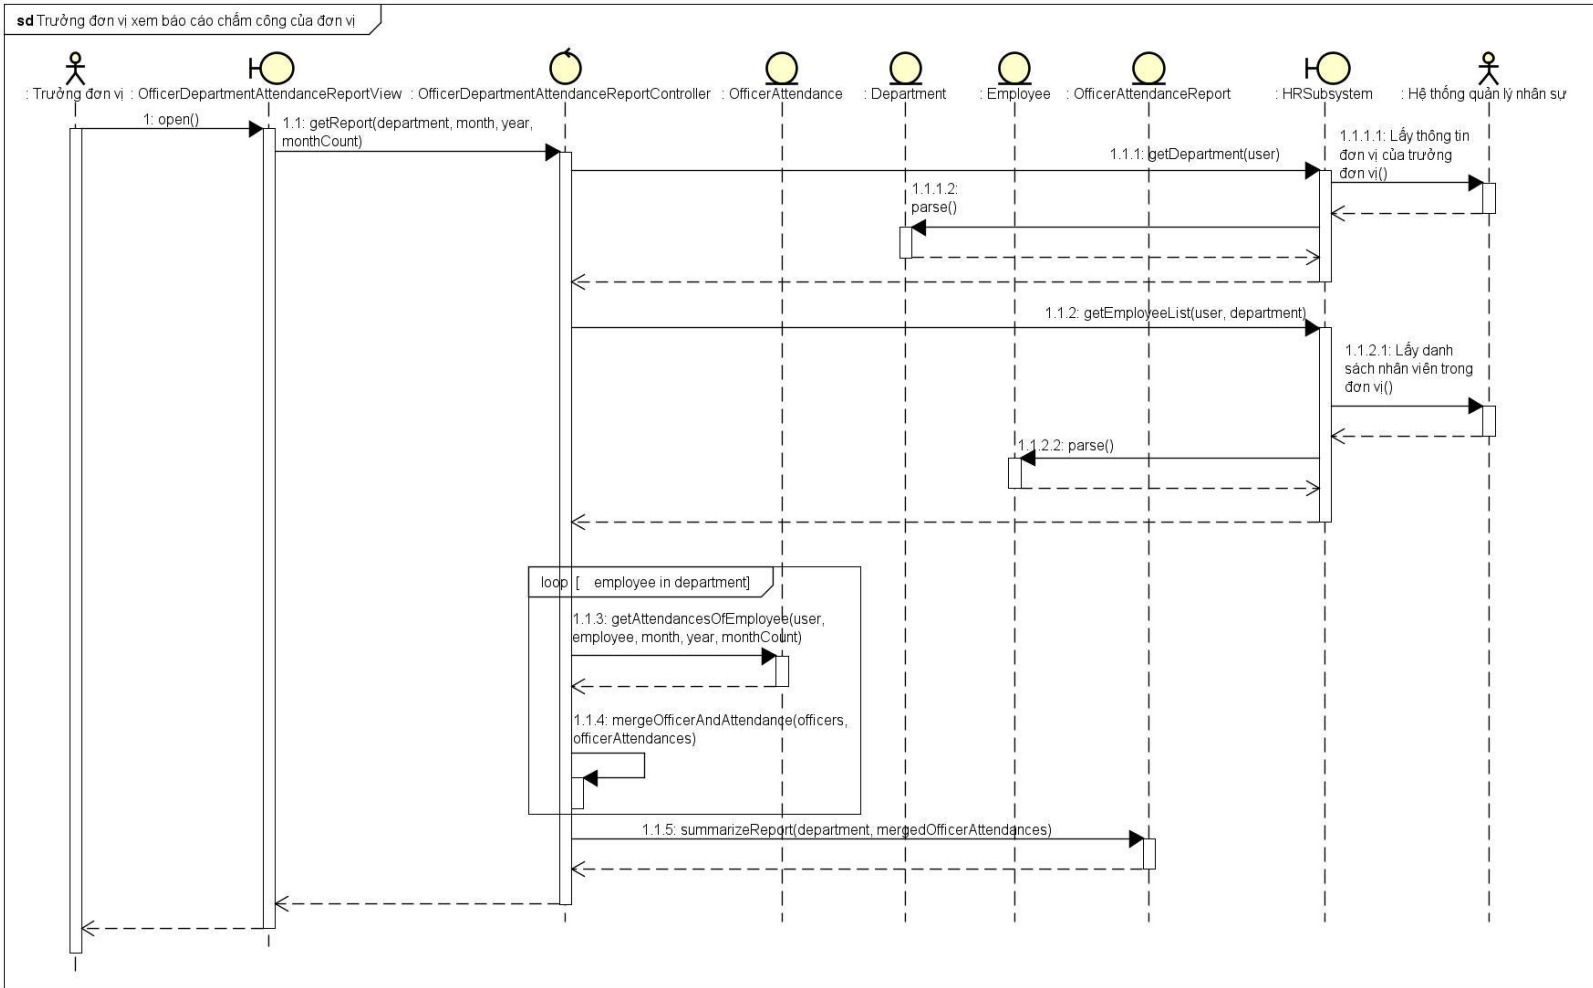 sd Trưởng đơn vị xem báo cáo chấm công của đơn vị
: Trưởng đơn vị
: OfficerDepartmentAttendanceReportView
: OfficerDepartmentAttendanceReportController
: OfficerAttendance
: Department
: Employee
: OfficerAttendanceReport
: HRSubsystem
: Hệ thống quản lý nhân sự
1: open()
1.1: getReport(department, month, year,
monthCount)
1.1.1: getDepartment(user)
1.1.1.1: Lấy thông tin
đơn vị của trưởng
đơn vị()
1.1.1.2:
parse()
1.1.2: getEmployeeList(user, department)
1.1.2.1: Lấy danh
sách nhân viên trong
đơn vị()
1.1.2.2: parse()
loop [ employee in department]
1.1.3: getAttendancesOfEmployee(user,
employee, month, year, monthCount)
1.1.4: mergeOfficerAndAttendance(officers,
officerAttendances)
1.1.5: summarizeReport(department, mergedOfficerAttendances)